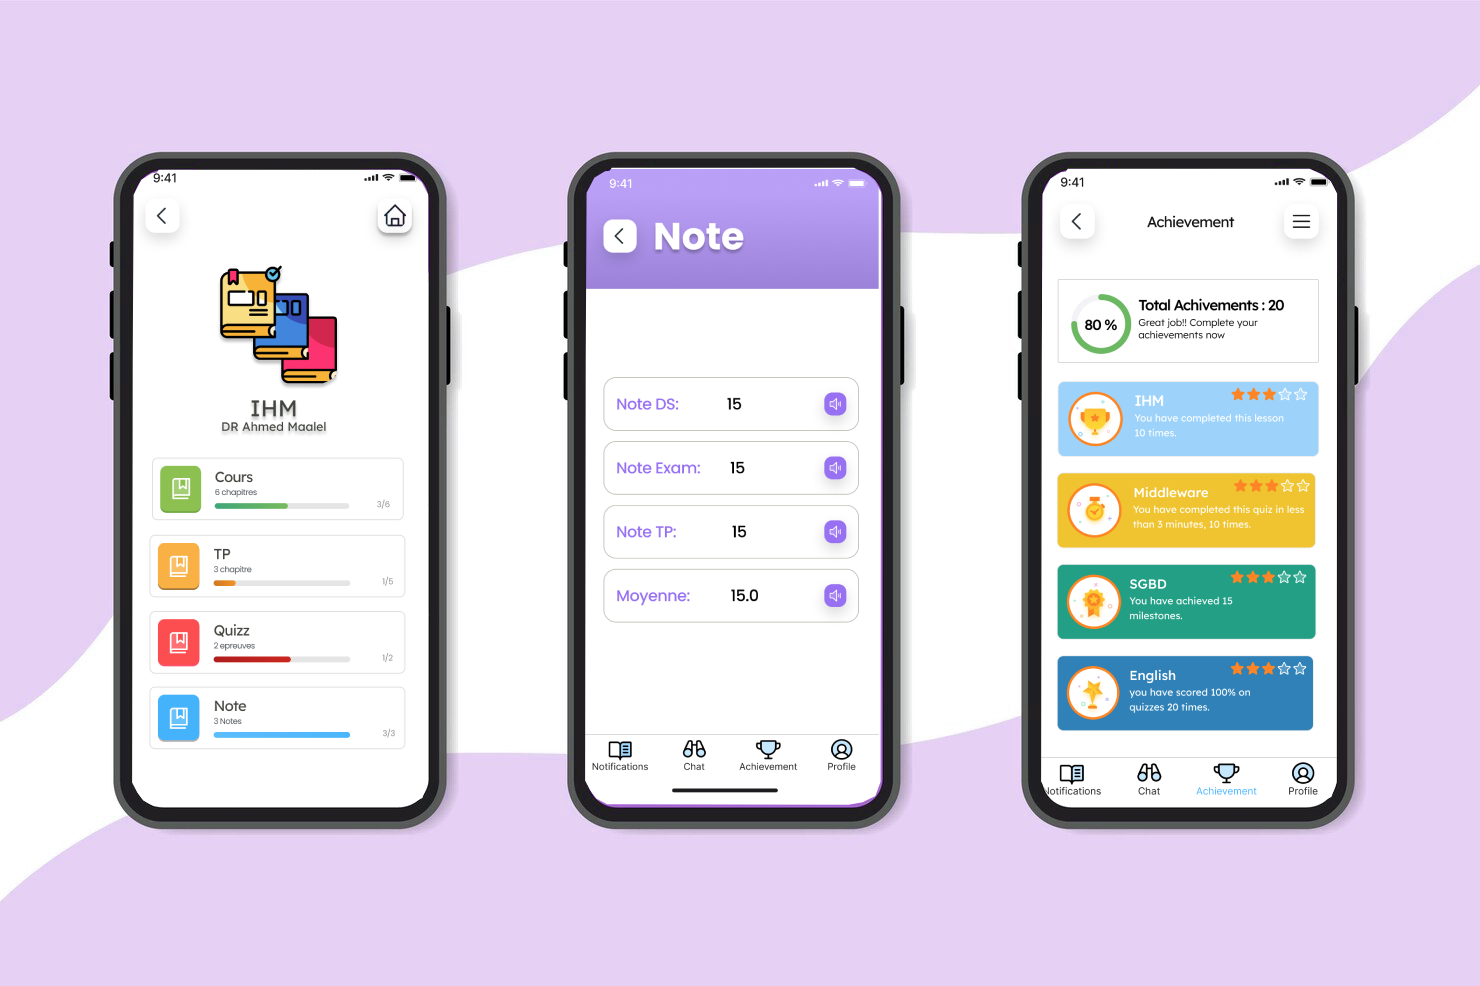 9:41
IHM
DR Ahmed Maalel
Cours
6 chapitres
3/6
TP
3 chapitre
1/5
Quizz
2 epreuves
1/2
Note
3 Notes
3/3
9:41
Note
Note DS: 15
Note Exam: 15
Note TP: 15
Moyenne: 15.0
Notifications Chat Achievement Profile
9:41
Achievement
80 %
Total Achivements : 20
Great job!! Complete your
achievements now
IHM
You have completed this lesson
10 times.
Middleware
You have completed this quiz in less
than 3 minutes, 10 times.
SGBD
You have achieved 15
milestones.
English
you have scored 100% on
quizzes 20 times.
Notifications Chat Achievement Profile